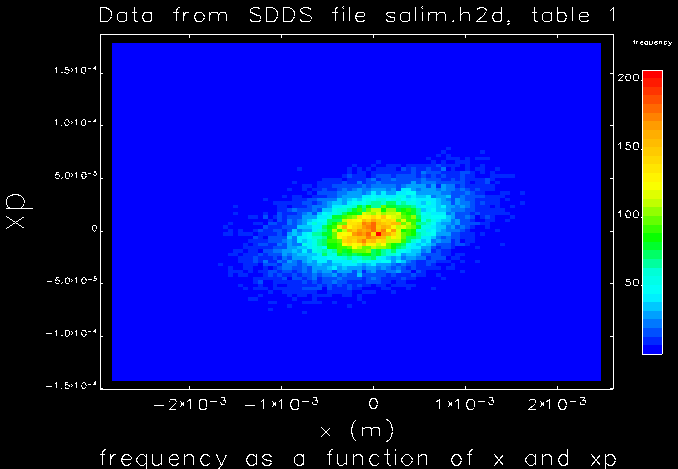 Data from SDDS file salim.h2d, table 1
frequency
200.
150.
100.
50.
xp
1.5×10⁻⁴
1.0×10⁻⁴
5.0×10⁻⁵
0
−5.0×10⁻⁵
−1.0×10⁻⁴
−1.5×10⁻⁴
−2×10⁻³ −1×10⁻³ 0 1×10⁻³ 2×10⁻³
x (m)
frequency as a function of x and xp